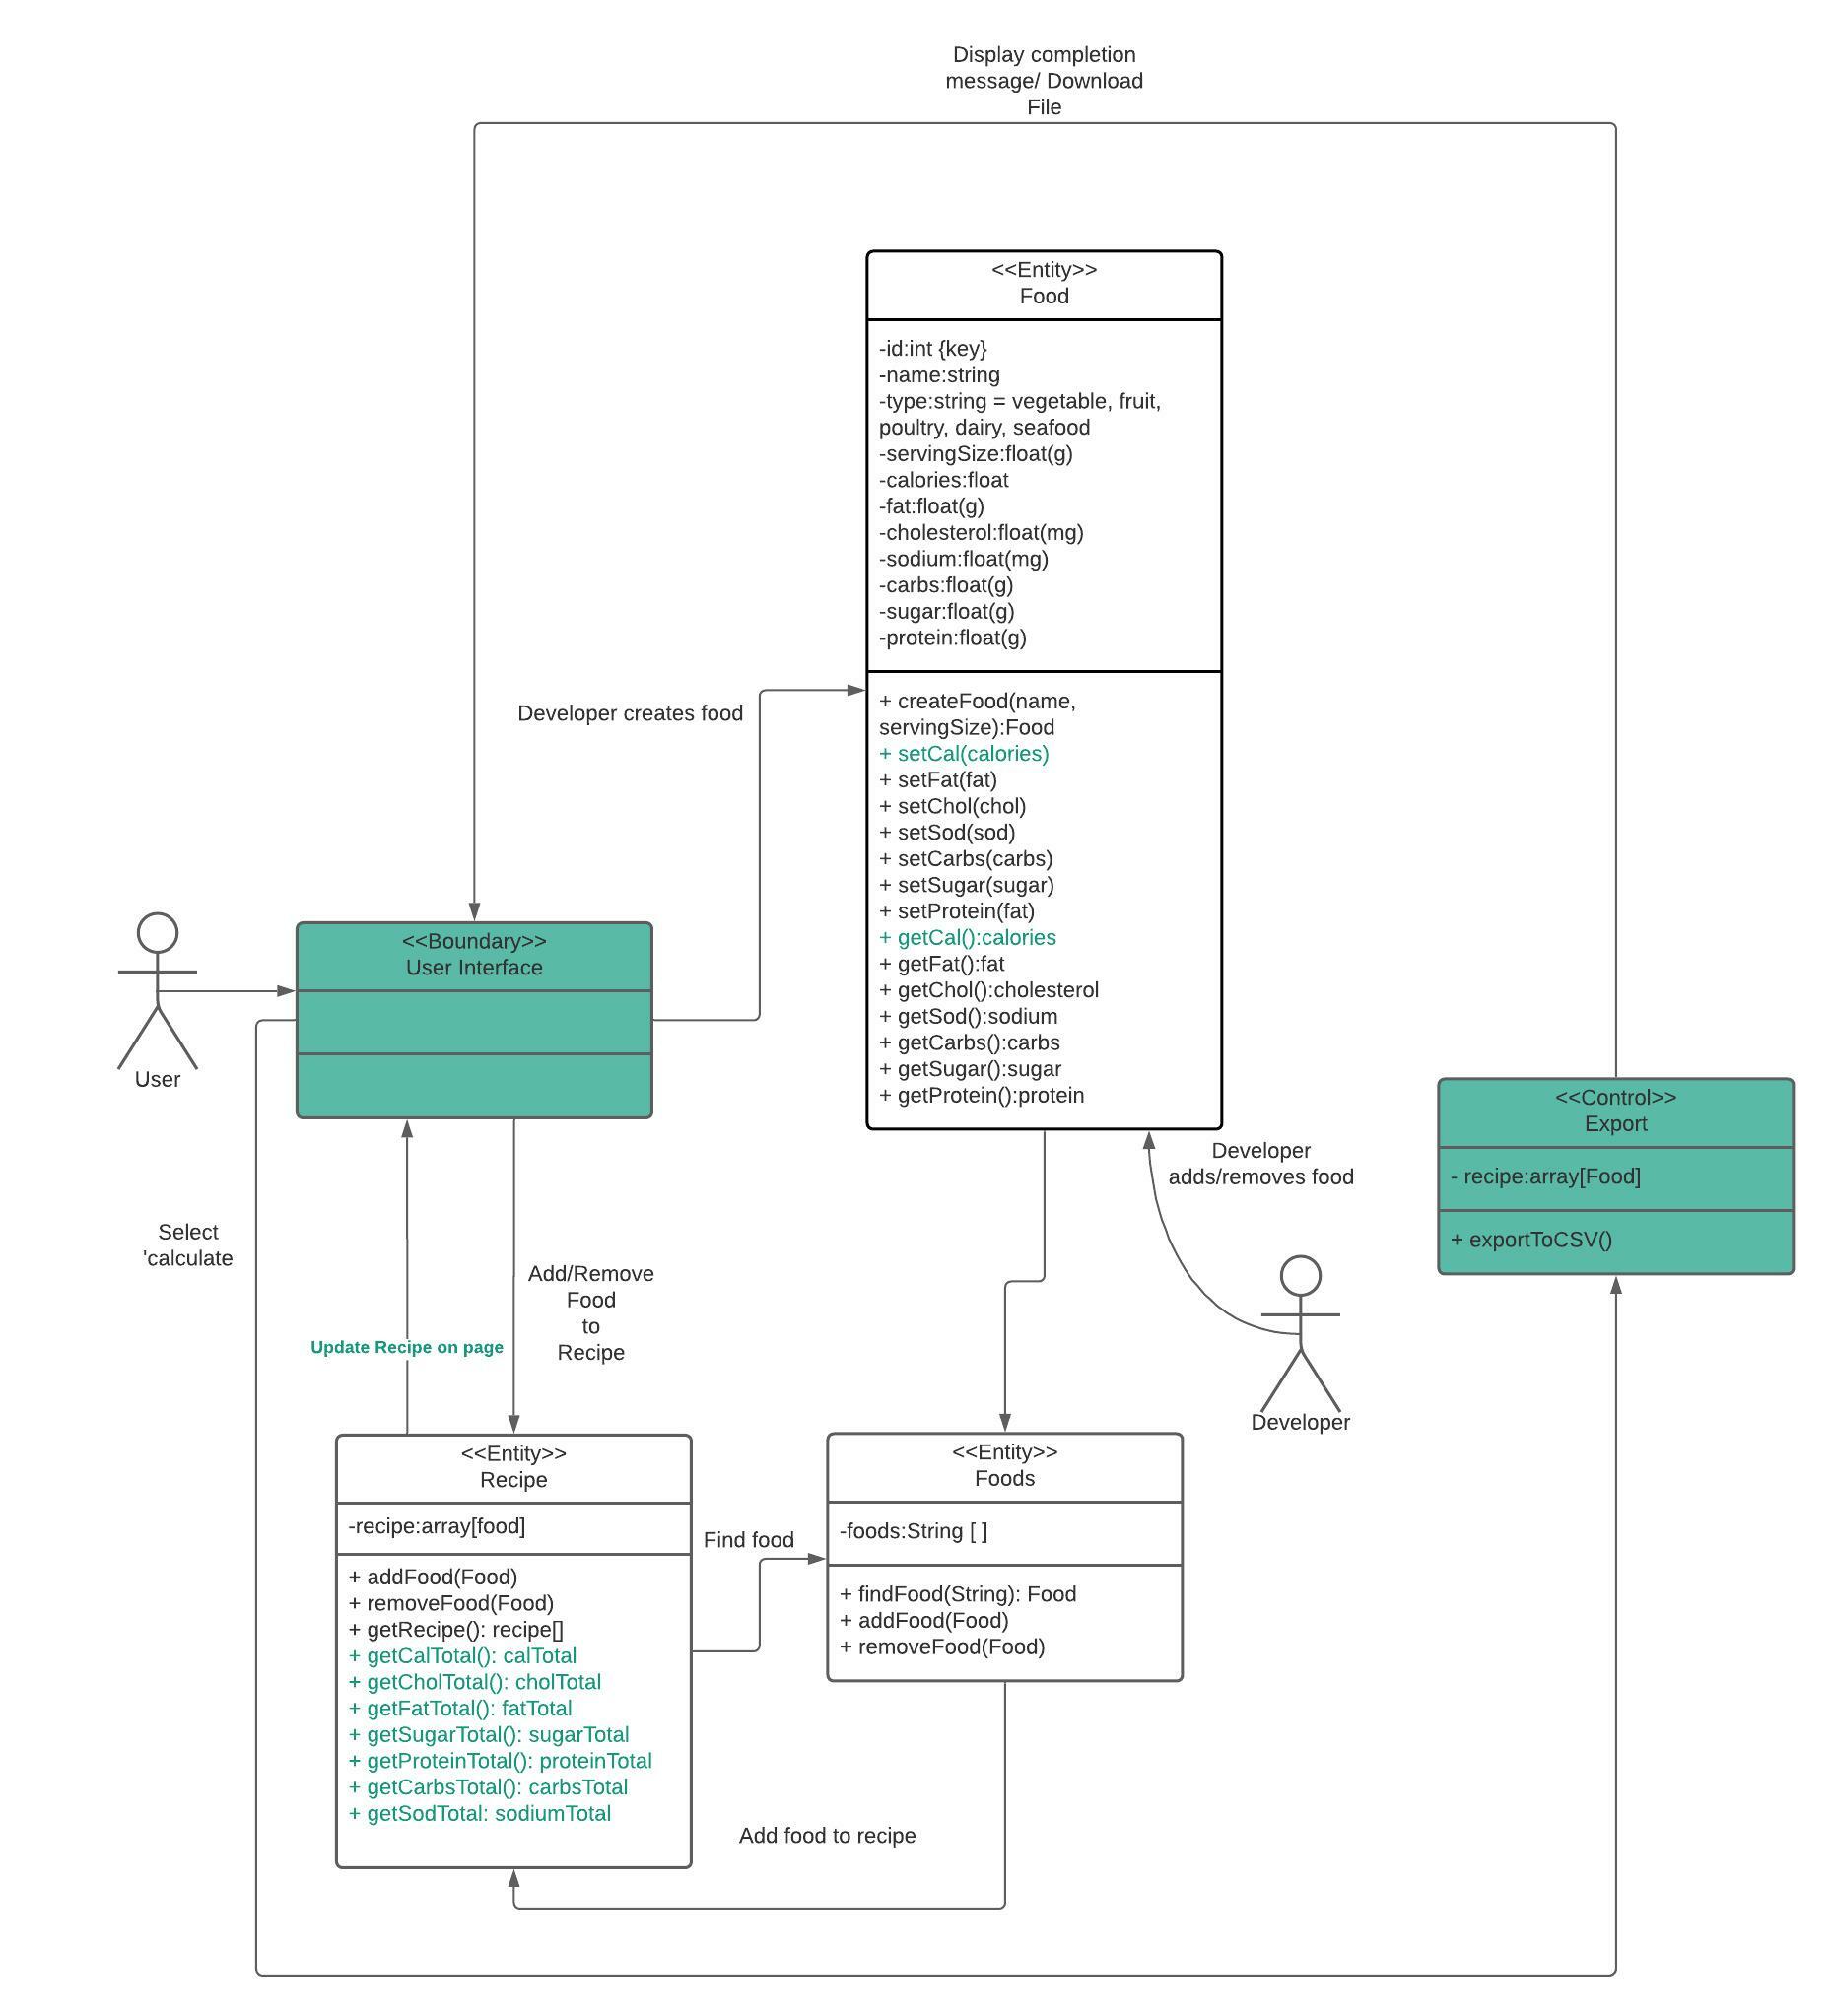 Display completion
message/ Download
File
<<Entity>>
Food
-id:int {key}
-name:string
-type:string = vegetable, fruit,
poultry, dairy, seafood
-servingSize:float(g)
-calories:float
-fat:float(g)
-cholesterol:float(mg)
-sodium:float(mg)
-carbs:float(g)
-sugar:float(g)
-protein:float(g)
+ createFood(name,
servingSize):Food
+ setCal(calories)
+ setFat(fat)
+ setChol(chol)
+ setSod(sod)
+ setCarbs(carbs)
+ setSugar(sugar)
+ setProtein(fat)
+ getCal():calories
+ getFat():fat
+ getChol():cholesterol
+ getSod():sodium
+ getCarbs():carbs
+ getSugar():sugar
+ getProtein():protein
Developer creates food
<<Boundary>>
User Interface
User
<<Control>>
Export
- recipe:array[Food]
+ exportToCSV()
Developer
adds/removes food
Developer
Select
'calculate
Add/Remove
Food
to
Recipe
Update Recipe on page
<<Entity>>
Recipe
-recipe:array[food]
+ addFood(Food)
+ removeFood(Food)
+ getRecipe(): recipe[]
+ getCalTotal(): calTotal
+ getCholTotal(): cholTotal
+ getFatTotal(): fatTotal
+ getSugarTotal(): sugarTotal
+ getProteinTotal(): proteinTotal
+ getCarbsTotal(): carbsTotal
+ getSodTotal: sodiumTotal
Find food
<<Entity>>
Foods
-foods:String [ ]
+ findFood(String): Food
+ addFood(Food)
+ removeFood(Food)
Add food to recipe